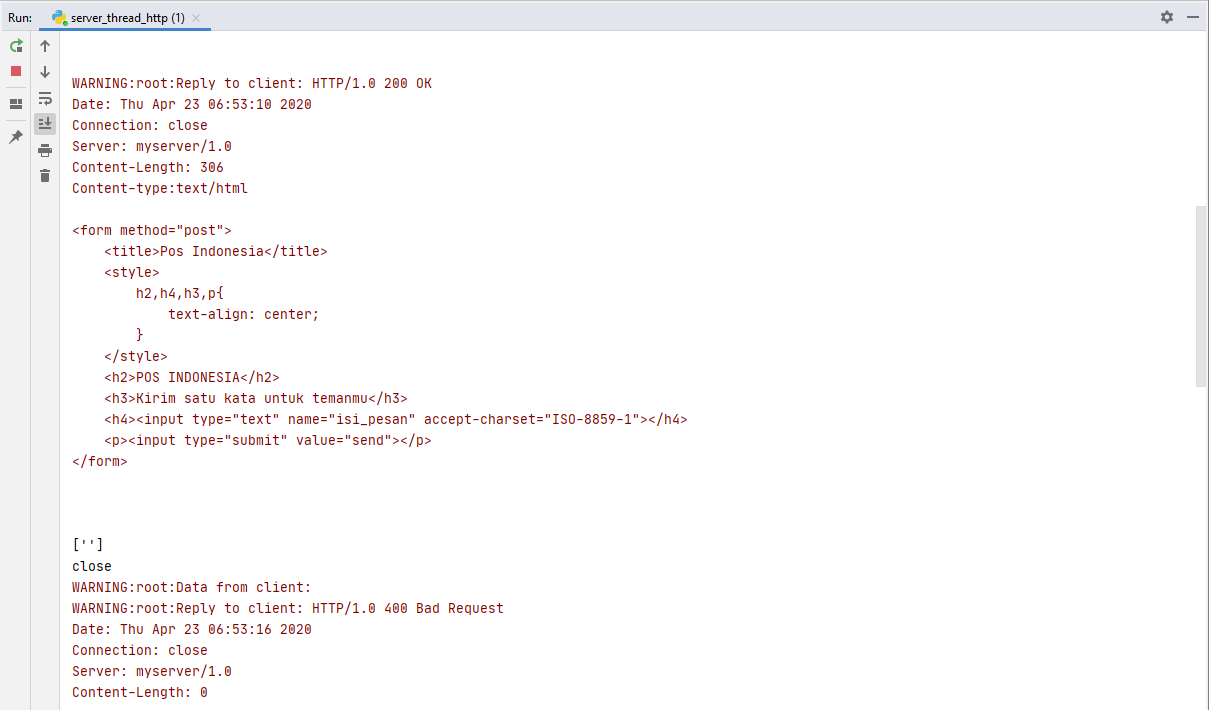 Run: server_thread_http (1)
WARNING:root:Reply to client: HTTP/1.0 200 OK
Date: Thu Apr 23 06:53:10 2020
Connection: close
Server: myserver/1.0
Content-Length: 306
Content-type:text/html
<form method="post">
    <title>Pos Indonesia</title>
    <style>
        h2,h4,h3,p{
            text-align: center;
        }
    </style>
    <h2>POS INDONESIA</h2>
    <h3>Kirim satu kata untuk temanmu</h3>
    <h4><input type="text" name="isi_pesan" accept-charset="ISO-8859-1"></h4>
    <p><input type="submit" value="send"></p>
</form>
['']
close
WARNING:root:Data from client:
WARNING:root:Reply to client: HTTP/1.0 400 Bad Request
Date: Thu Apr 23 06:53:16 2020
Connection: close
Server: myserver/1.0
Content-Length: 0